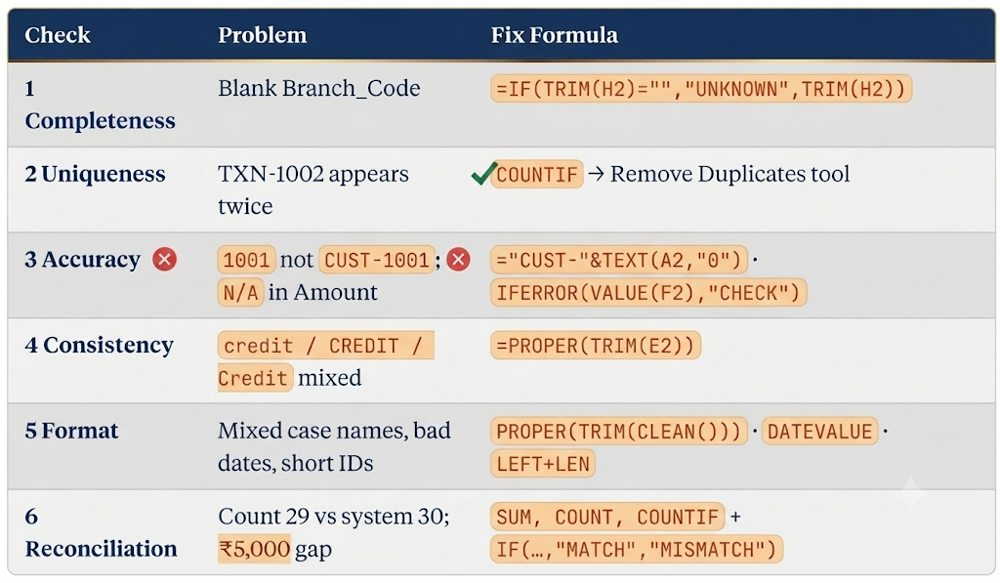 Check Problem Fix Formula
1 Blank Branch_Code =IF(TRIM(H2)="","UNKNOWN",TRIM(H2))
Completeness
2 Uniqueness TXN-1002 appears COUNTIF → Remove Duplicates tool
twice
3 Accuracy 1001 not CUST-1001; ="CUST-"&TEXT(A2,"0") ·
N/A in Amount IFERROR(VALUE(F2),"CHECK")
4 Consistency credit / CREDIT / =PROPER(TRIM(E2))
Credit mixed
5 Format Mixed case names, bad PROPER(TRIM(CLEAN())) · DATEVALUE ·
dates, short IDs LEFT+LEN
6 Count 29 vs system 30; SUM, COUNT, COUNTIF +
Reconciliation ₹5,000 gap IF(…,"MATCH","MISMATCH")